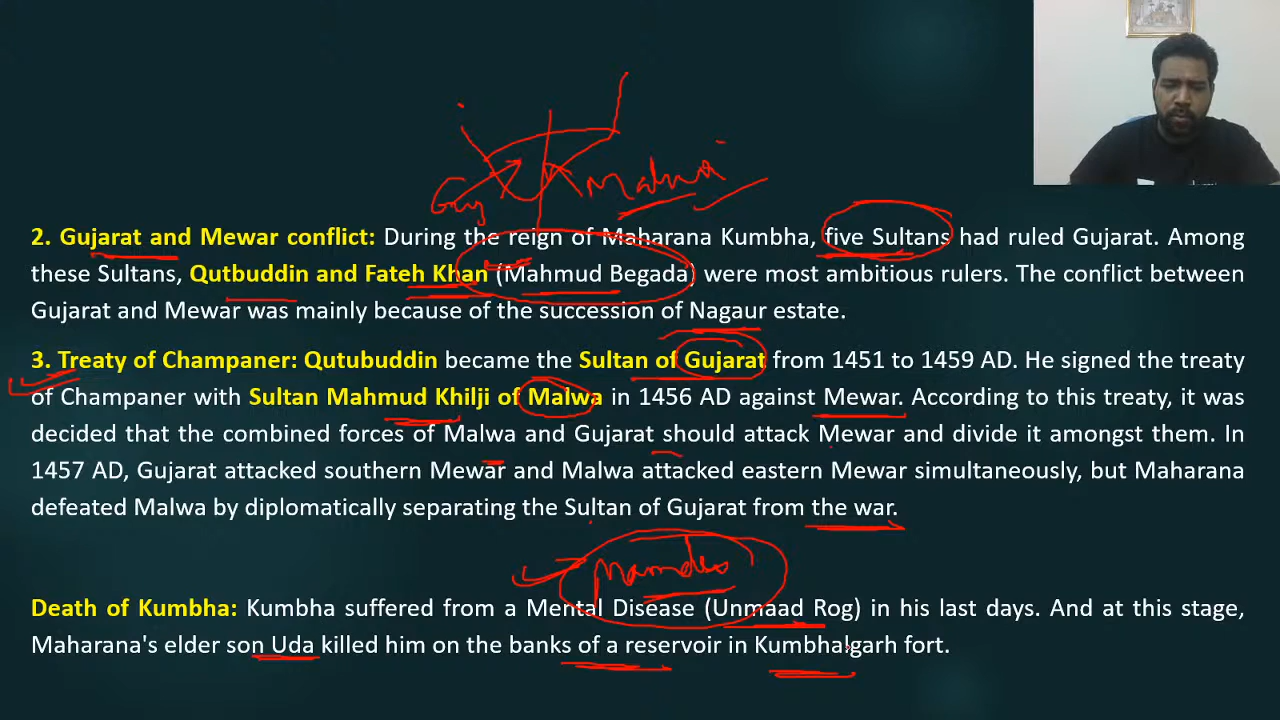 Guj Malwa
2. Gujarat and Mewar conflict: During the reign of Maharana Kumbha, five Sultans had ruled Gujarat. Among
these Sultans, Qutbuddin and Fateh Khan (Mahmud Begada) were most ambitious rulers. The conflict between
Gujarat and Mewar was mainly because of the succession of Nagaur estate.
3. Treaty of Champaner: Qutubuddin became the Sultan of Gujarat from 1451 to 1459 AD. He signed the treaty
of Champaner with Sultan Mahmud Khilji of Malwa in 1456 AD against Mewar. According to this treaty, it was
decided that the combined forces of Malwa and Gujarat should attack Mewar and divide it amongst them. In
1457 AD, Gujarat attacked southern Mewar and Malwa attacked eastern Mewar simultaneously, but Maharana
defeated Malwa by diplomatically separating the Sultan of Gujarat from the war.
Mamdeo
Death of Kumbha: Kumbha suffered from a Mental Disease (Unmaad Rog) in his last days. And at this stage,
Maharana's elder son Uda killed him on the banks of a reservoir in Kumbhalgarh fort.